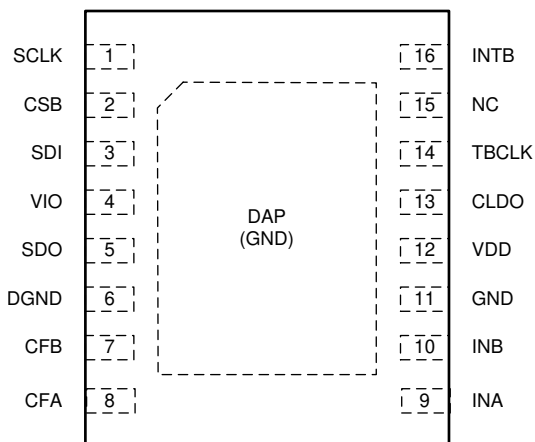 SCLK 1 16 INTB
CSB 2 15 NC
SDI 3 14 TBCLK
VIO 4 13 CLDO
DAP
(GND)
SDO 5 12 VDD
DGND 6 11 GND
CFB 7 10 INB
CFA 8 9 INA